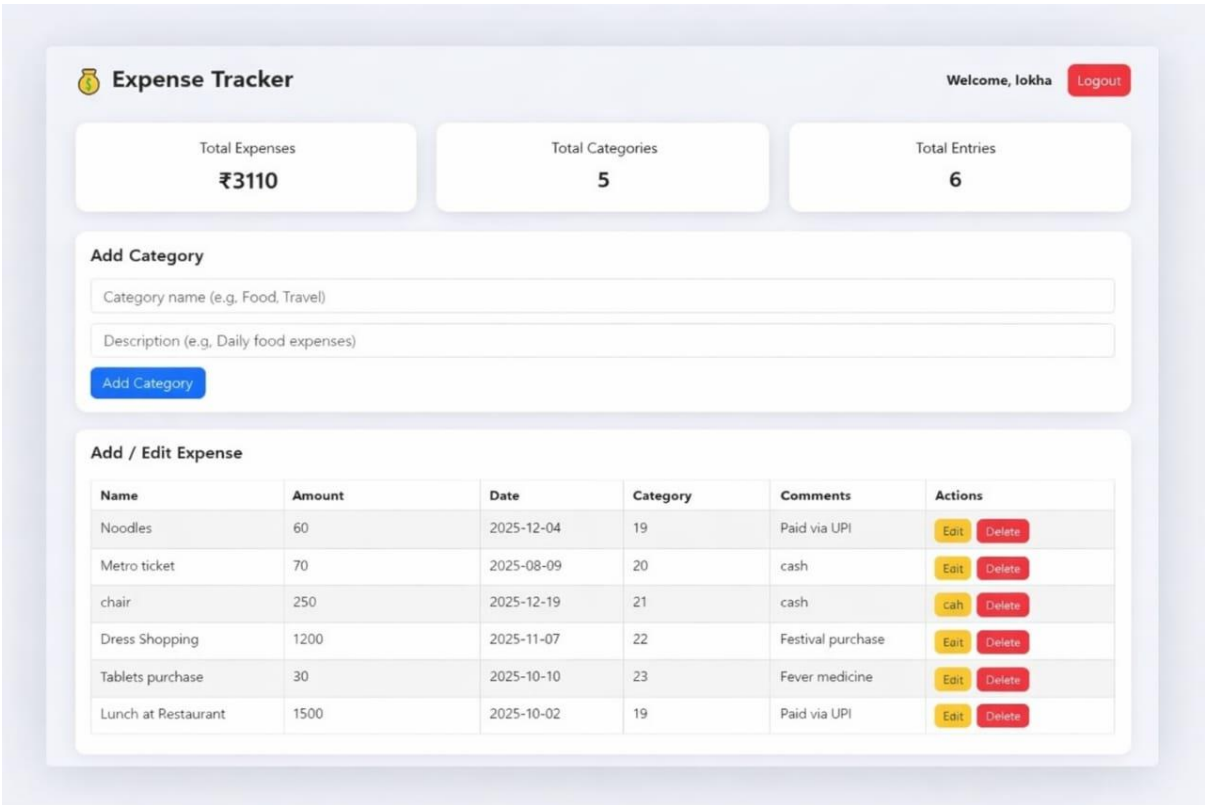 Expense Tracker
Welcome, lokha
Logout
Total Expenses
₹3110
Total Categories
5
Total Entries
6
Add Category
Category name (e.g, Food, Travel)
Description (e.g, Daily food expenses)
Add Category
Add / Edit Expense
Name Amount Date Category Comments Actions
Noodles 60 2025-12-04 19 Paid via UPI Edit Delete
Metro ticket 70 2025-08-09 20 cash Edit Delete
chair 250 2025-12-19 21 cash cah Delete
Dress Shopping 1200 2025-11-07 22 Festival purchase Edit Delete
Tablets purchase 30 2025-10-10 23 Fever medicine Edit Delete
Lunch at Restaurant 1500 2025-10-02 19 Paid via UPI Edit Delete